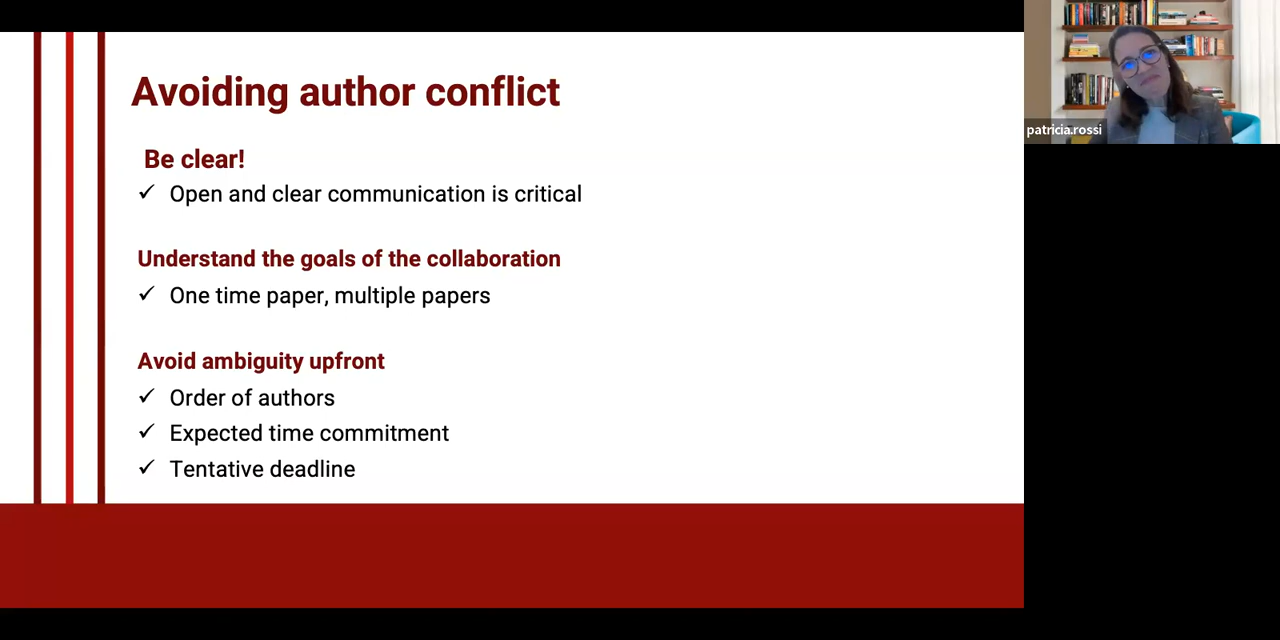 Avoiding author conflict
Be clear!
✓ Open and clear communication is critical
Understand the goals of the collaboration
✓ One time paper, multiple papers
Avoid ambiguity upfront
✓ Order of authors
✓ Expected time commitment
✓ Tentative deadline
patricia.rossi